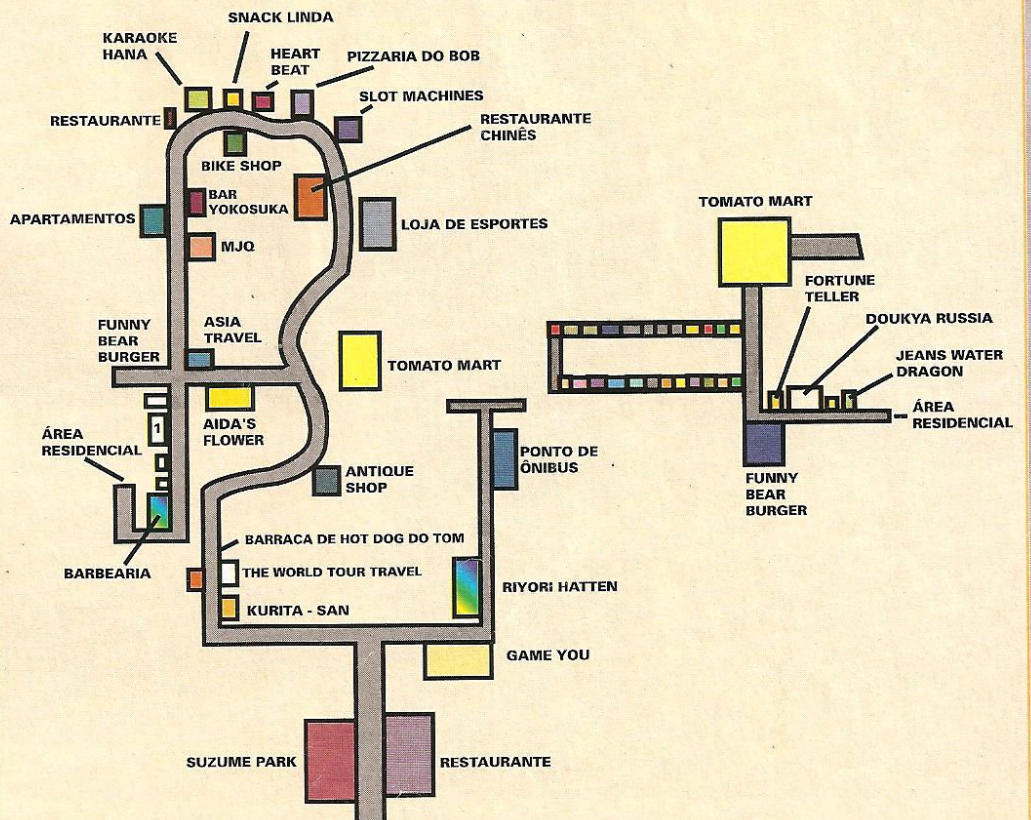 SNACK LINDA
KARAOKE
HANA
HEART
BEAT
PIZZARIA DO BOB
SLOT MACHINES
RESTAURANTE
RESTAURANTE
CHINÊS
BIKE SHOP
BAR
YOKOSUKA
APARTAMENTOS
LOJA DE ESPORTES
MJQ
FUNNY
BEAR
BURGER
ASIA
TRAVEL
TOMATO MART
AIDA'S
FLOWER
1
ÁREA
RESIDENCIAL
PONTO DE
ÔNIBUS
ANTIQUE
SHOP
BARRACA DE HOT DOG DO TOM
BARBEARIA
THE WORLD TOUR TRAVEL
RIYORI HATTEN
KURITA - SAN
GAME YOU
SUZUME PARK
RESTAURANTE
TOMATO MART
FORTUNE
TELLER
DOUKYA RUSSIA
JEANS WATER
DRAGON
ÁREA
RESIDENCIAL
FUNNY
BEAR
BURGER